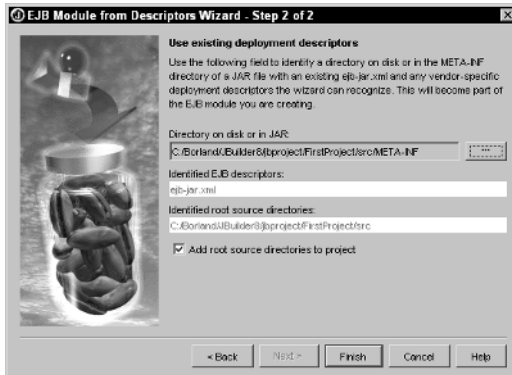 EJB Module from Descriptors Wizard - Step 2 of 2
Use existing deployment descriptors
Use the following field to identify a directory on disk or in the META-INF
directory of a JAR file with an existing ejb-jar.xml and any vendor-specific
deployment descriptors the wizard can recognize. This will become part of
the EJB module you are creating.
Directory on disk or in JAR:
C:/Borland/JBuilder8/jbproject/FirstProject/src/META-INF
...
Identified EJB descriptors:
ejb-jar.xml
Identified root source directories:
C:/Borland/JBuilder8/jbproject/FirstProject/src
Add root source directories to project
< Back
Next >
Finish
Cancel
Help